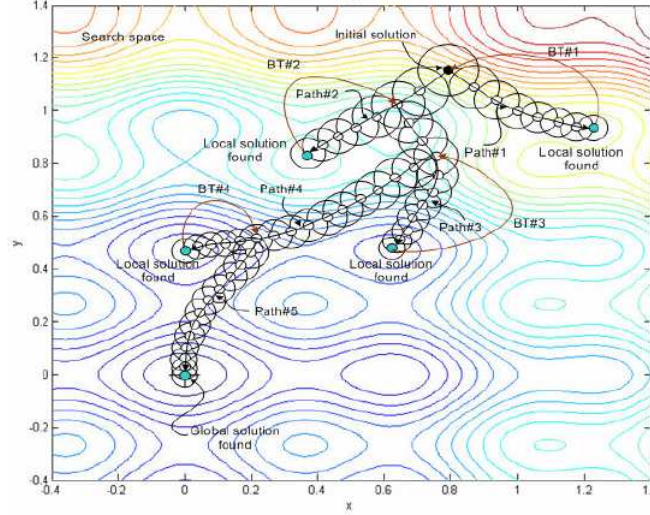 1.4
1.2
1
0.8
0.6
0.4
0.2
0
-0.2
-0.4
y
-0.4
-0.2
0
0.2
0.4
0.6
0.8
1
1.2
1.4
x
Search space
Initial solution
BT#1
BT#2
Path#2
Local solution
found
Path#1
Local solution
found
BT#4
Path#4
Path#3
BT#3
Local solution
found
Local solution
found
Path#5
Global solution
found